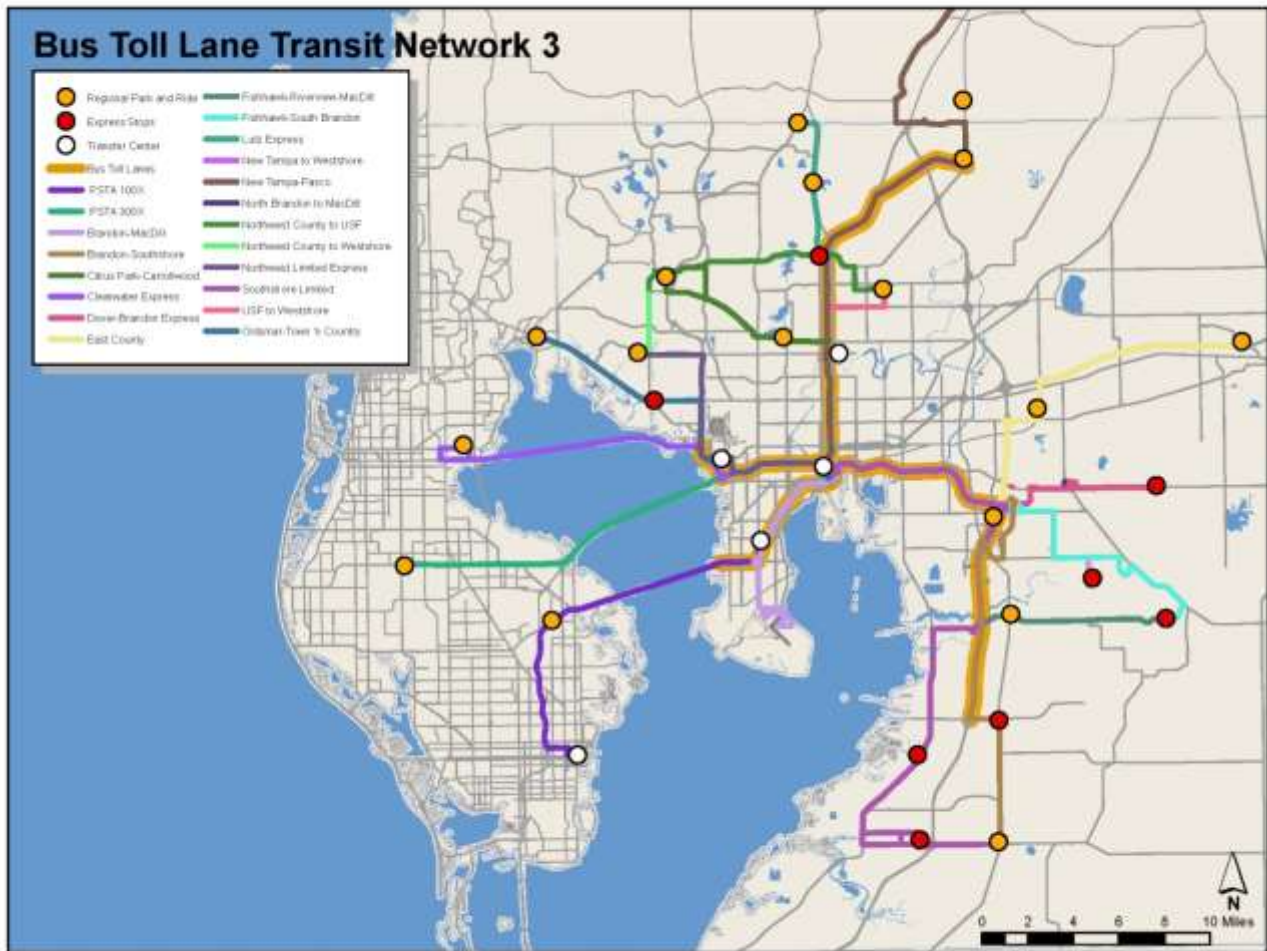 Bus Toll Lane Transit Network 3
Regional Park and Ride
Express Stops
Transfer Center
Bus Toll Lanes
PSTA 100X
PSTA 300X
Brandon-MacDill
Brandon-Southshore
Citrus Park-Carrollwood
Clearwater Express
Dover-Brandon Express
East County
Fishhawk-Riverview-MacDill
Fishhawk-South Brandon
Lutz Express
New Tampa to Westshore
New Tampa-Pasco
North Brandon to MacDill
Northwest County to USF
Northwest County to Westshore
Northwest Limited Express
Southshore Limited
USF to Westshore
Oldsmar-Town 'n Country
N
0 2 4 6 8 10 Miles